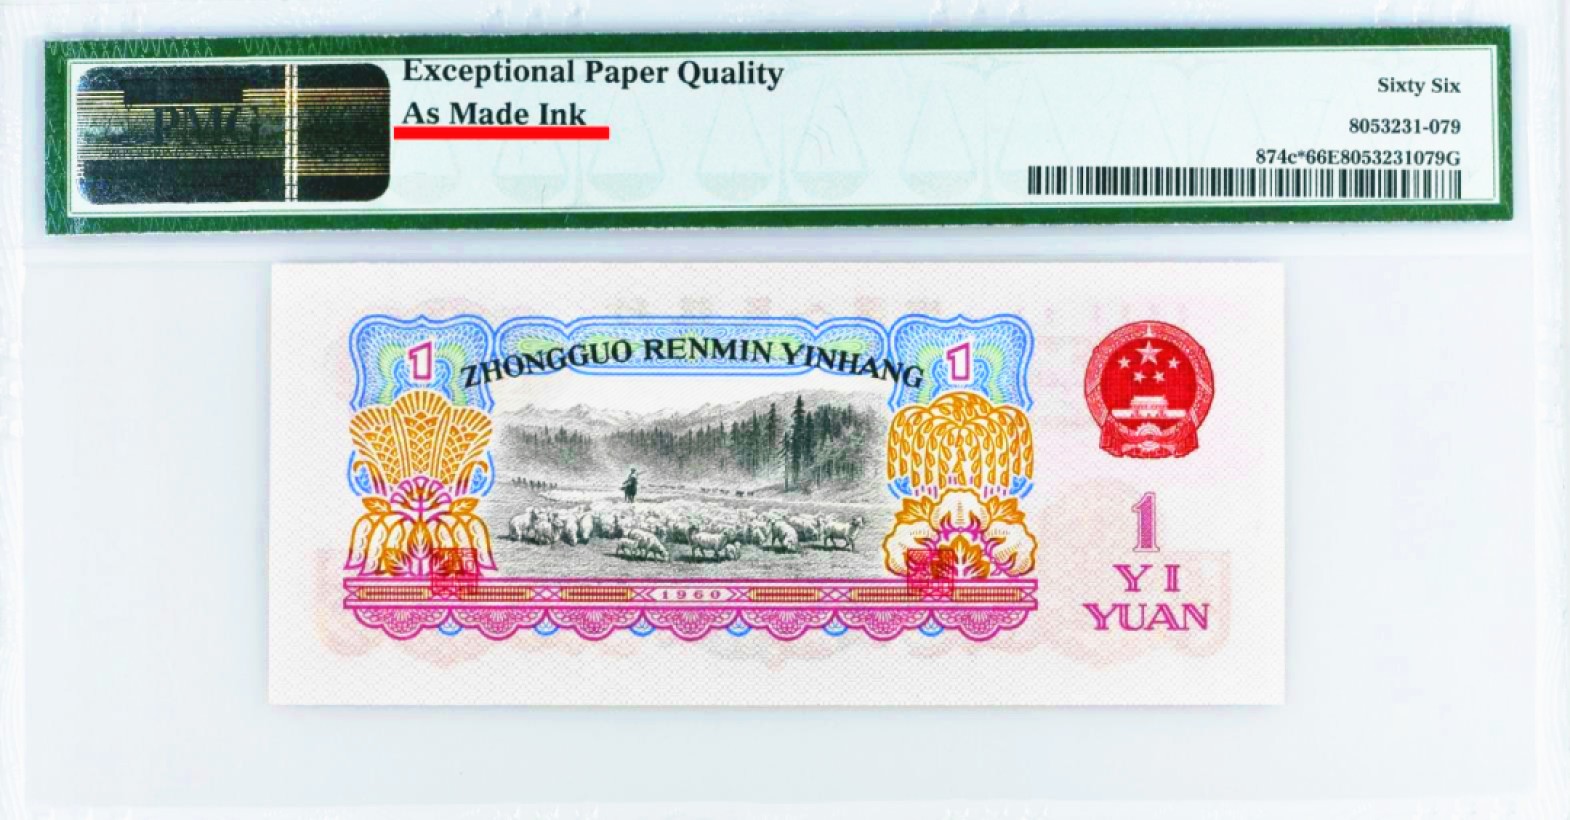 PMG
Exceptional Paper Quality
As Made Ink
Sixty Six
8053231-079
874c*66E8053231079G
1 ZHONGGUO RENMIN YINHANG 1
1960
1
YI
YUAN